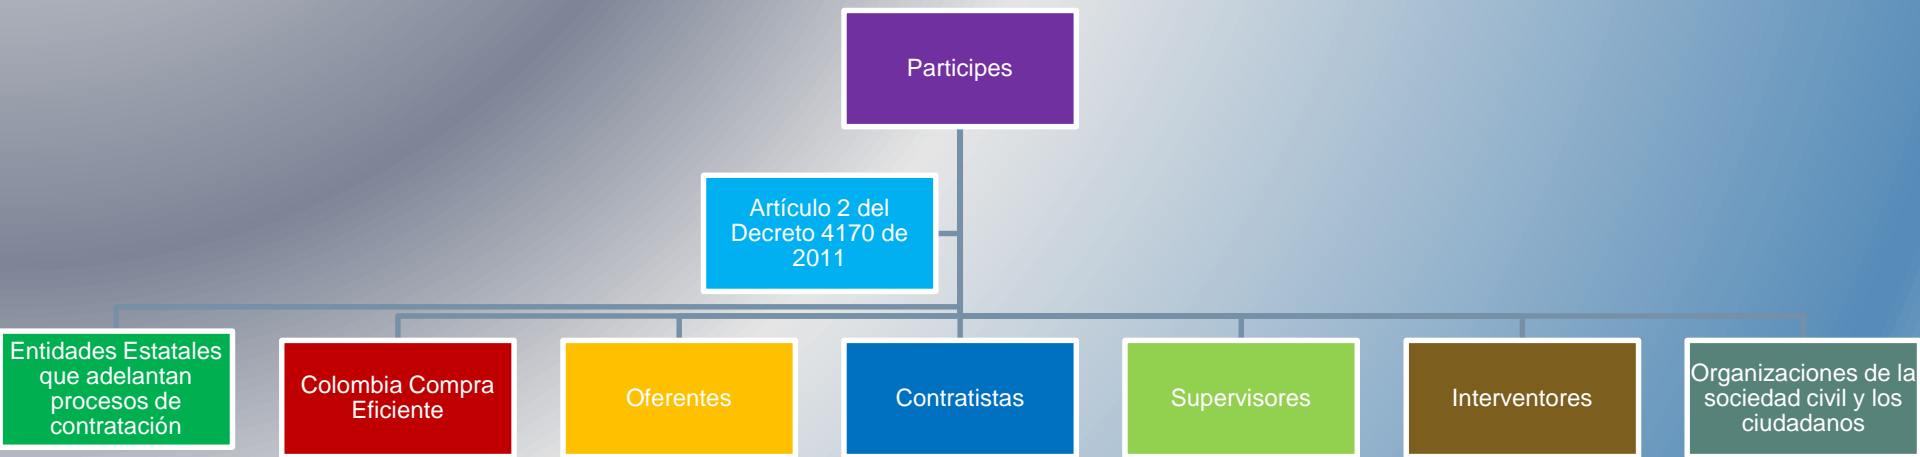 Participes
Artículo 2 del
Decreto 4170 de
2011
Entidades Estatales
que adelantan
procesos de
contratación
Colombia Compra
Eficiente
Oferentes
Contratistas
Supervisores
Interventores
Organizaciones de la
sociedad civil y los
ciudadanos